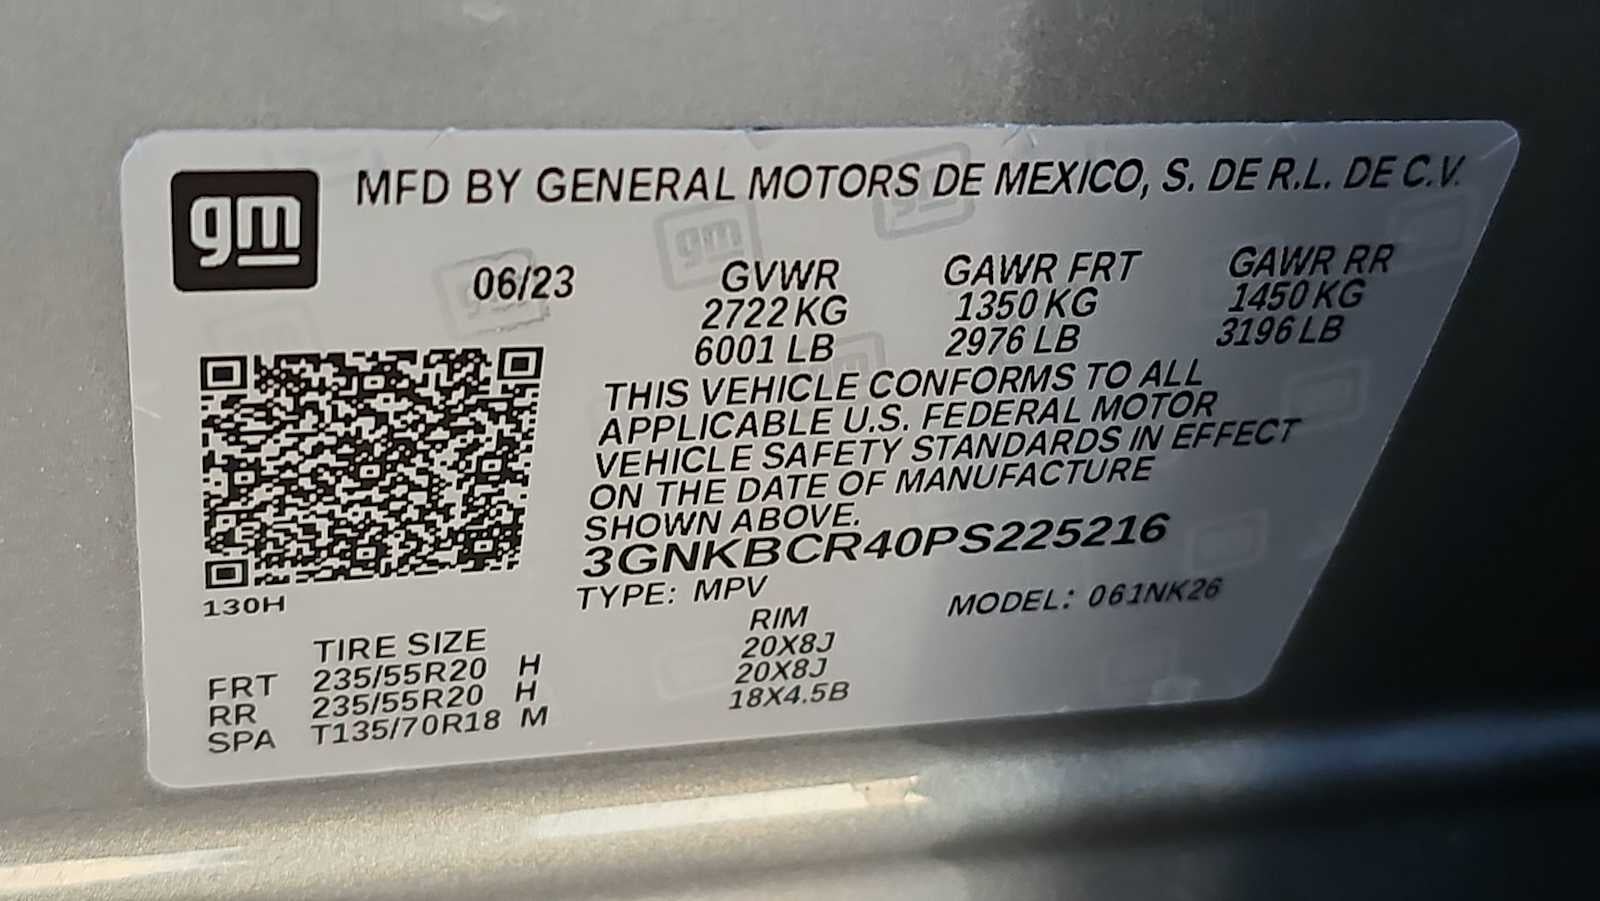 gm MFD BY GENERAL MOTORS DE MEXICO, S. DE R.L. DE C.V.
06/23 GVWR GAWR FRT GAWR RR
2722 KG 1350 KG 1450 KG
6001 LB 2976 LB 3196 LB
THIS VEHICLE CONFORMS TO ALL
APPLICABLE U.S. FEDERAL MOTOR
VEHICLE SAFETY STANDARDS IN EFFECT
ON THE DATE OF MANUFACTURE
SHOWN ABOVE.
3GNKBCR40PS225216
130H TYPE: MPV MODEL: 061NK26
TIRE SIZE RIM
FRT 235/55R20 H 20X8J
RR 235/55R20 H 20X8J
SPA T135/70R18 M 18X4.5B